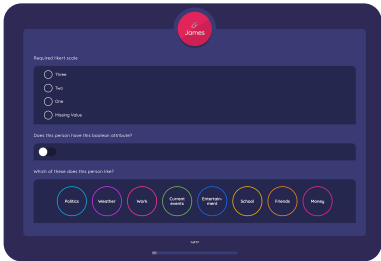 James
Required likert scale
Three
Two
One
Missing Value
Does this person have this boolean attribute?
Which of these does this person like?
Politics
Weather
Work
Current
events
Entertain-
ment
School
Friends
Money